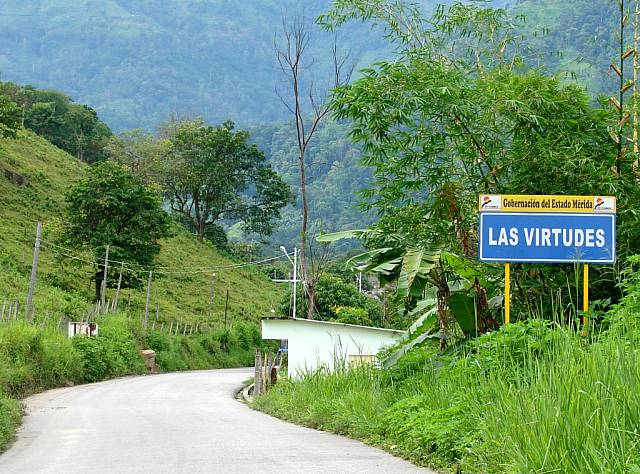 Gobernación del Estado Mérida
LAS VIRTUDES